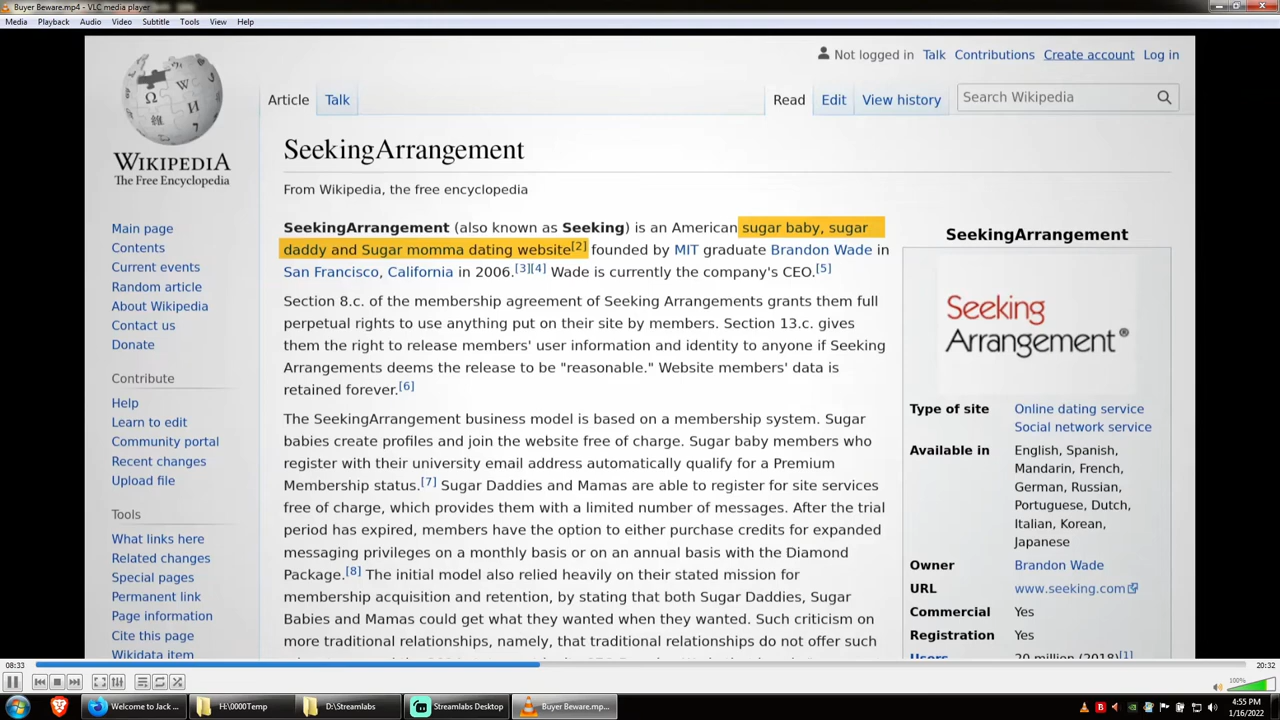 Buyer Beware.mp4 - VLC media player
Media Playback Audio Video Subtitle Tools View Help
Not logged in Talk Contributions Create account Log in
Article Talk Read Edit View history Search Wikipedia
WIKIPEDIA
The Free Encyclopedia
Main page
Contents
Current events
Random article
About Wikipedia
Contact us
Donate
Contribute
Help
Learn to edit
Community portal
Recent changes
Upload file
Tools
What links here
Related changes
Special pages
Permanent link
Page information
Cite this page
Wikidata item
SeekingArrangement
From Wikipedia, the free encyclopedia
SeekingArrangement (also known as Seeking) is an American sugar baby, sugar
daddy and Sugar momma dating website[2] founded by MIT graduate Brandon Wade in
San Francisco, California in 2006.[3][4] Wade is currently the company's CEO.[5]
Section 8.c. of the membership agreement of Seeking Arrangements grants them full
perpetual rights to use anything put on their site by members. Section 13.c. gives
them the right to release members' user information and identity to anyone if Seeking
Arrangements deems the release to be "reasonable." Website members' data is
retained forever.[6]
The SeekingArrangement business model is based on a membership system. Sugar
babies create profiles and join the website free of charge. Sugar baby members who
register with their university email address automatically qualify for a Premium
Membership status.[7] Sugar Daddies and Mamas are able to register for site services
free of charge, which provides them with a limited number of messages. After the trial
period has expired, members have the option to either purchase credits for expanded
messaging privileges on a monthly basis or on an annual basis with the Diamond
Package.[8] The initial model also relied heavily on their stated mission for
membership acquisition and retention, by stating that both Sugar Daddies, Sugar
Babies and Mamas could get what they wanted when they wanted. Such criticism on
more traditional relationships, namely, that traditional relationships do not offer such
SeekingArrangement
Seeking
Arrangement®
Type of site Online dating service
Social network service
Available in English, Spanish,
Mandarin, French,
German, Russian,
Portuguese, Dutch,
Italian, Korean,
Japanese
Owner Brandon Wade
URL www.seeking.com
Commercial Yes
Registration Yes
Users 20 million (2018)[1]
08:33 20:32
100%
Welcome to Jack ... H:\0000Temp D:\Streamlabs Streamlabs Desktop Buyer Beware.mp...
4:55 PM
1/16/2022